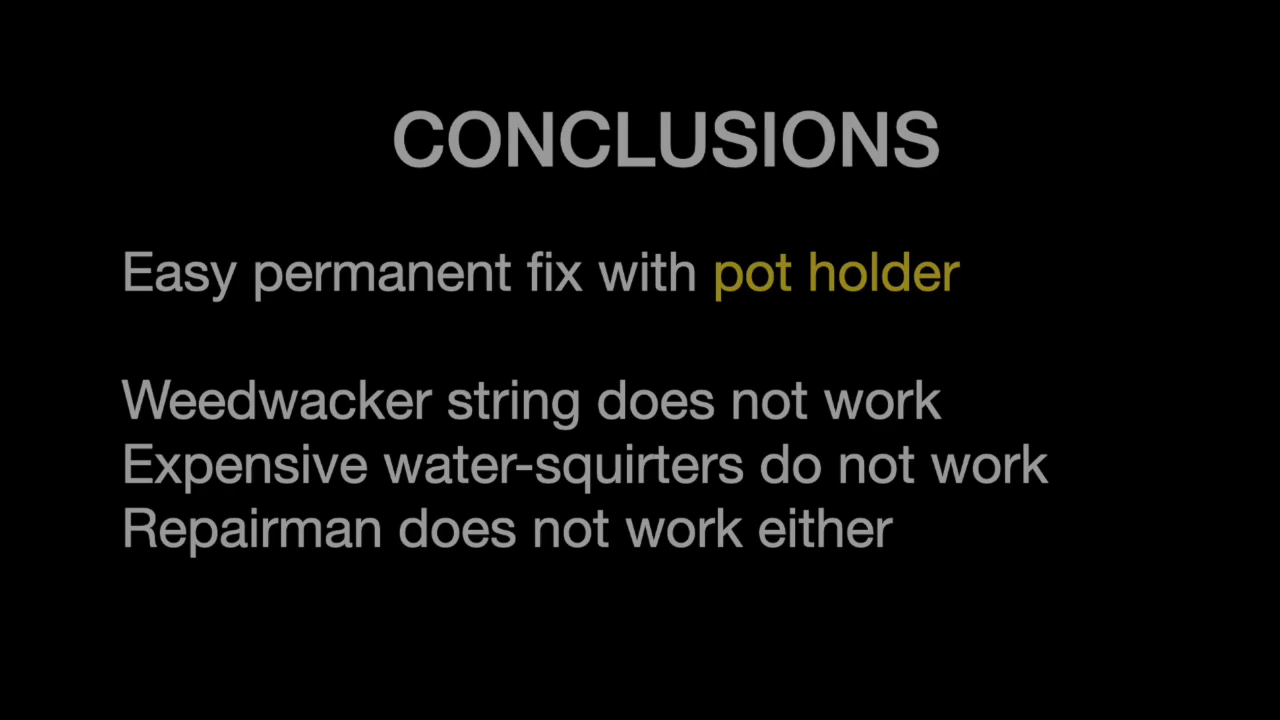 CONCLUSIONS
Easy permanent fix with pot holder
Weedwacker string does not work
Expensive water-squirters do not work
Repairman does not work either